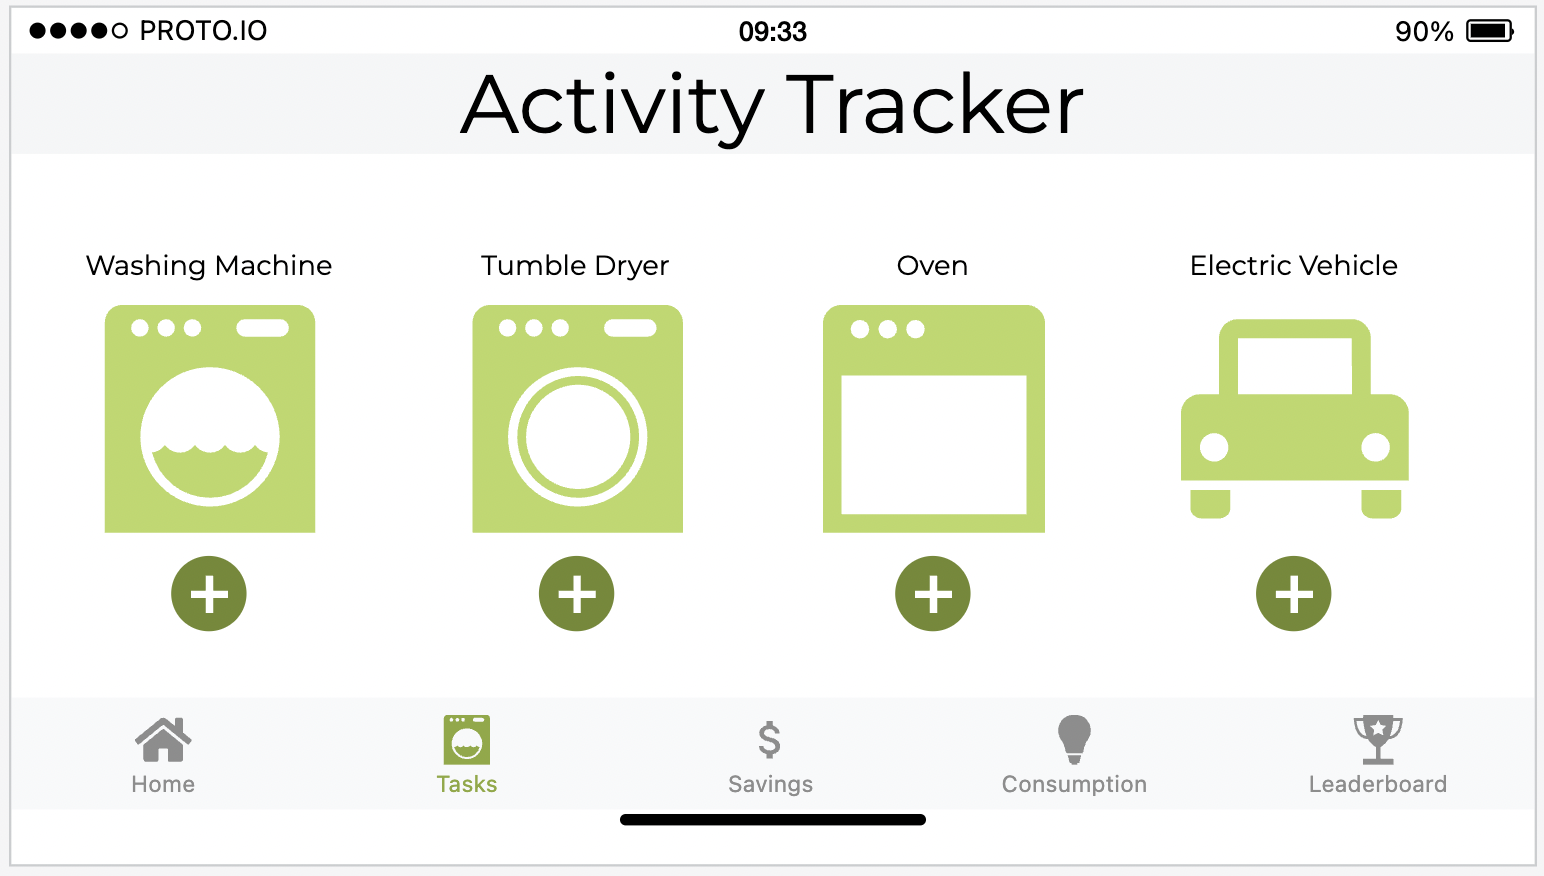 PROTO.IO 09:33 90%
Activity Tracker
Washing Machine Tumble Dryer Oven Electric Vehicle
Home Tasks Savings Consumption Leaderboard